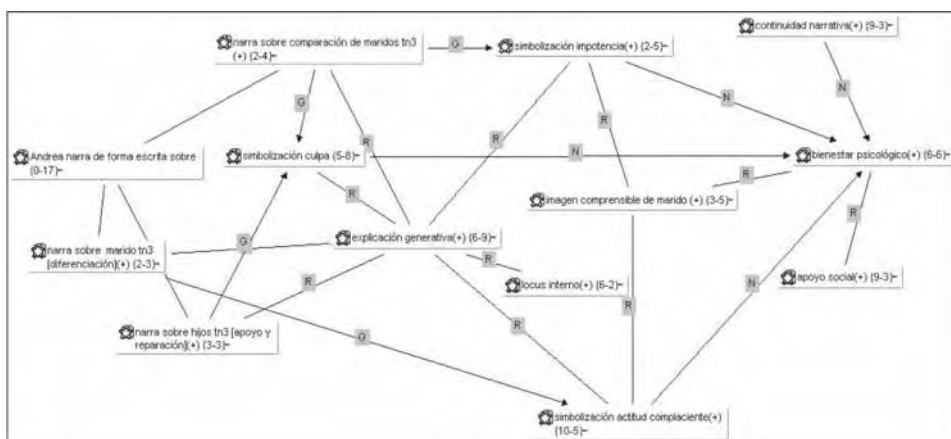 continuidad narrativa(+) {9-3}~
narra sobre comparación de maridos tn3
(+) {2-4}~
G
simbolización impotencia(+) {2-5}~
N
N
G
R
R
R
Andrea narra de forma escrita sobre
{0-17}~
simbolización culpa {5-8}~
N
bienestar psicológico(+) {6-6}~
R
R
imagen comprensible de marido (+) {3-5}~
R
narra sobre marido tn3
[diferenciación](+) {2-3}~
G
explicación generativa(+) {6-9}~
R
locus interno(+) {6-2}~
apoyo social(+) {9-3}~
R
N
R
R
narra sobre hijos tn3 [apoyo y
reparación](+) {3-3}~
G
simbolización actitud complaciente(+)
{10-5}~